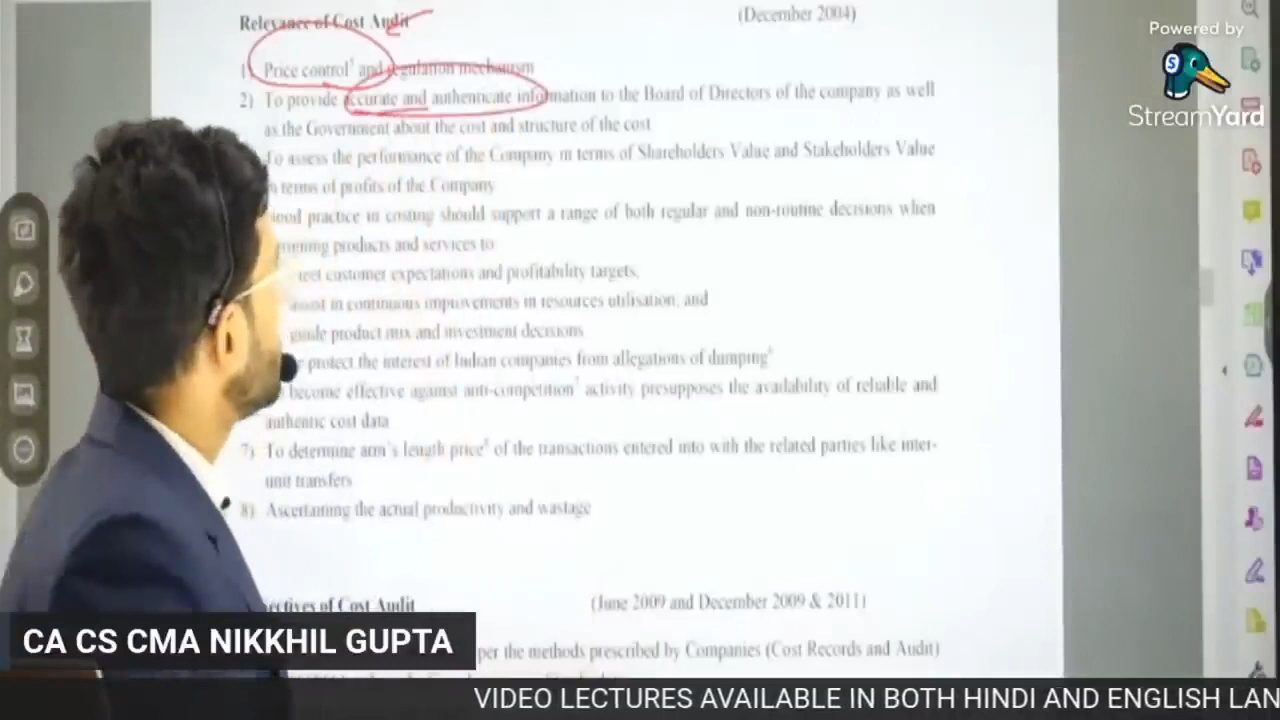 Relevance of Cost Audit (December 2004)
1) Price control⁵ and regulation mechanism
2) To provide accurate and authenticate information to the Board of Directors of the company as well
as the Government about the cost and structure of the cost
To assess the performance of the Company in terms of Shareholders Value and Stakeholders Value
terms of profits of the Company
practice in costing should support a range of both regular and non-routine decisions when
products and services to
customer expectations and profitability targets,
in continuous improvements in resources utilisation, and
guide product mix and investment decisions
protect the interest of Indian companies from allegations of dumping⁶
become effective against anti-competition⁷ activity presupposes the availability of reliable and
authentic cost data
7) To determine arm's length price⁸ of the transactions entered into with the related parties like inter-
unit transfers
8) Ascertaining the actual productivity and wastage
of Cost Audit (June 2009 and December 2009 & 2011)
per the methods prescribed by Companies (Cost Records and Audit)
Powered by
StreamYard
CA CS CMA NIKKHIL GUPTA
VIDEO LECTURES AVAILABLE IN BOTH HINDI AND ENGLISH LAN